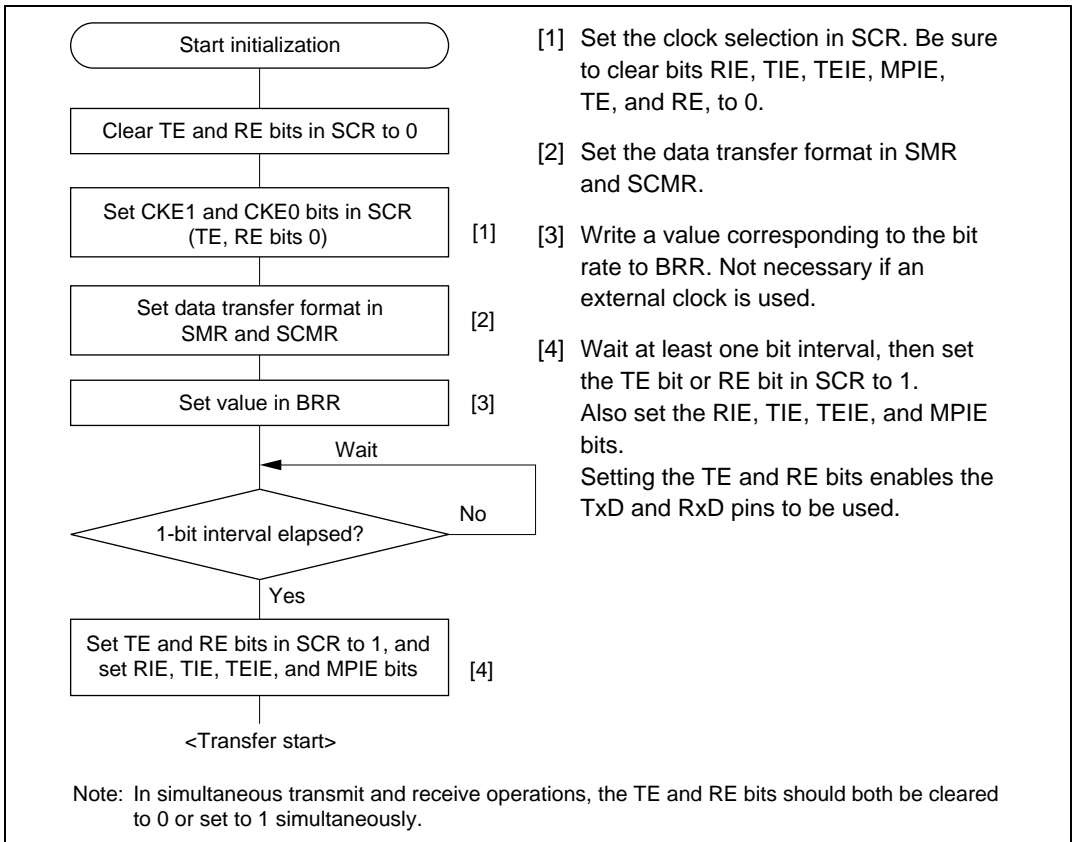 Start initialization
Clear TE and RE bits in SCR to 0
Set CKE1 and CKE0 bits in SCR
(TE, RE bits 0)
[1]
Set data transfer format in
SMR and SCMR
[2]
Set value in BRR
[3]
Wait
1-bit interval elapsed?
No
Yes
Set TE and RE bits in SCR to 1, and
set RIE, TIE, TEIE, and MPIE bits
[4]
<Transfer start>
[1] Set the clock selection in SCR. Be sure
to clear bits RIE, TIE, TEIE, MPIE,
TE, and RE, to 0.
[2] Set the data transfer format in SMR
and SCMR.
[3] Write a value corresponding to the bit
rate to BRR. Not necessary if an
external clock is used.
[4] Wait at least one bit interval, then set
the TE bit or RE bit in SCR to 1.
Also set the RIE, TIE, TEIE, and MPIE
bits.
Setting the TE and RE bits enables the
TxD and RxD pins to be used.
Note: In simultaneous transmit and receive operations, the TE and RE bits should both be cleared
to 0 or set to 1 simultaneously.